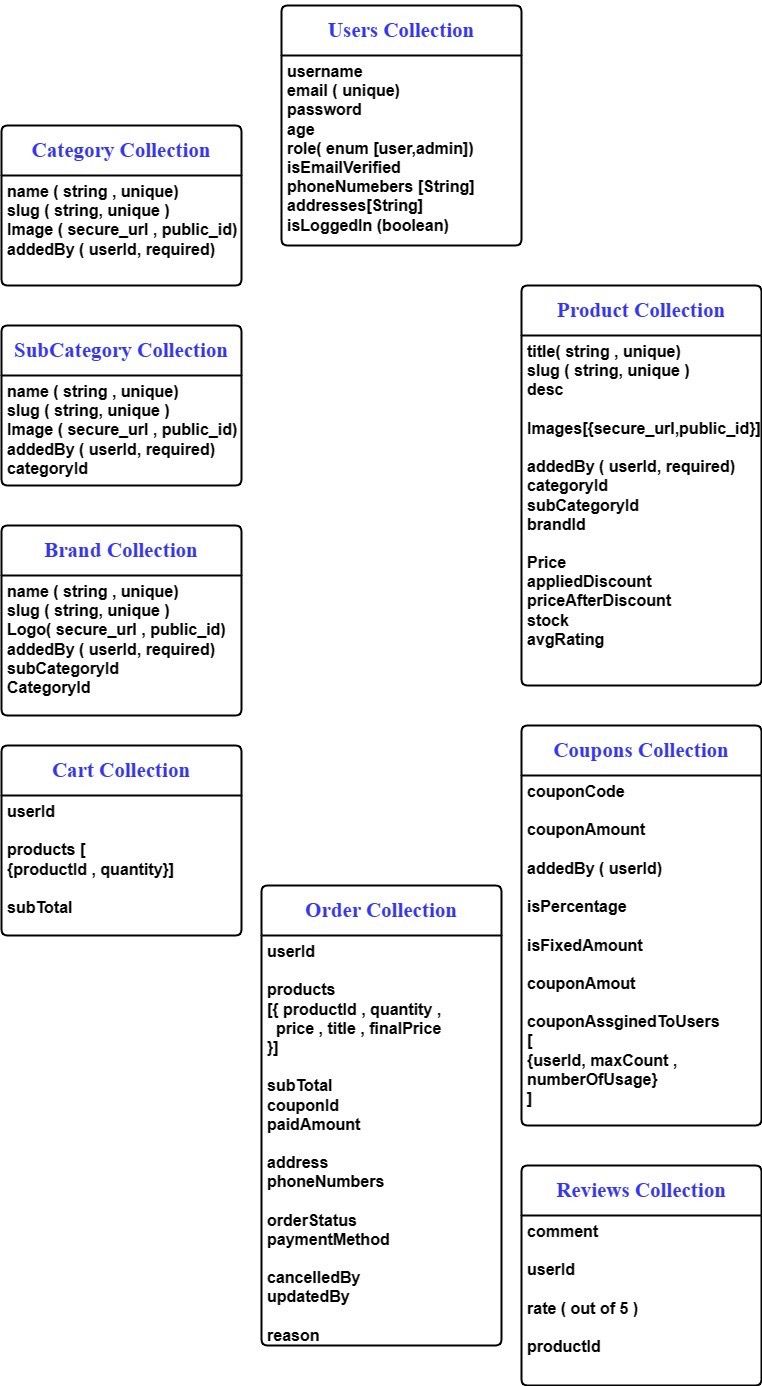 Users Collection
username
email ( unique)
password
age
role( enum [user,admin])
isEmailVerified
phoneNumebers [String]
addresses[String]
isLoggedIn (boolean)
Category Collection
name ( string , unique)
slug ( string, unique )
Image ( secure_url , public_id)
addedBy ( userId, required)
SubCategory Collection
name ( string , unique)
slug ( string, unique )
Image ( secure_url , public_id)
addedBy ( userId, required)
categoryId
Product Collection
title( string , unique)
slug ( string, unique )
desc
Images[{secure_url,public_id}]
addedBy ( userId, required)
categoryId
subCategoryId
brandId
Price
appliedDiscount
priceAfterDiscount
stock
avgRating
Brand Collection
name ( string , unique)
slug ( string, unique )
Logo( secure_url , public_id)
addedBy ( userId, required)
subCategoryId
CategoryId
Cart Collection
userId
products [
{productId , quantity}]
subTotal
Coupons Collection
couponCode
couponAmount
addedBy ( userId)
isPercentage
isFixedAmount
couponAmout
couponAssginedToUsers
[
{userId, maxCount ,
numberOfUsage}
]
Order Collection
userId
products
[{ productId , quantity ,
price , title , finalPrice
}]
subTotal
couponId
paidAmount
address
phoneNumbers
orderStatus
paymentMethod
cancelledBy
updatedBy
reason
Reviews Collection
comment
userId
rate ( out of 5 )
productId